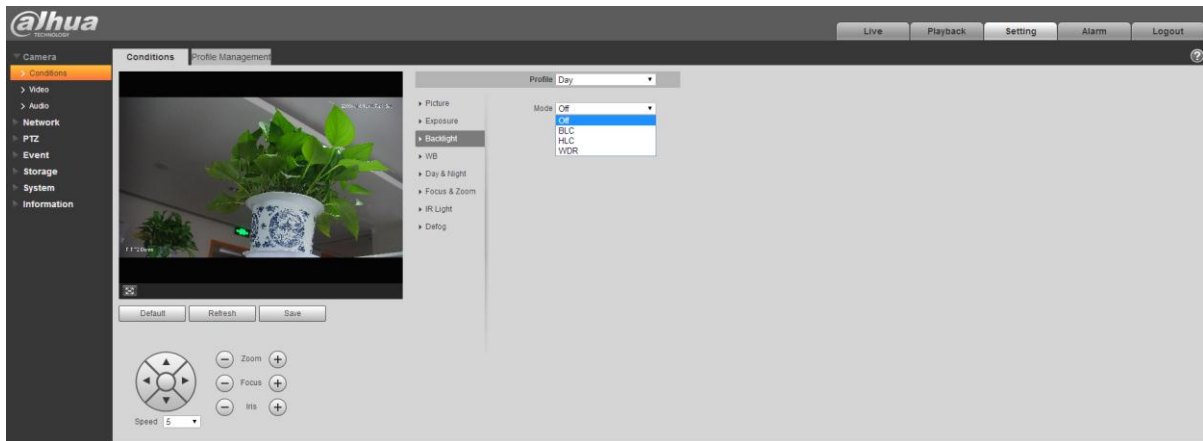 alhua
TECHNOLOGY
Live
Playback
Setting
Alarm
Logout
Camera
Conditions
Video
Audio
Network
PTZ
Event
Storage
System
Information
Conditions
Profile Management
Default
Refresh
Save
Zoom
Focus
Iris
Speed 5
Profile Day
Picture
Exposure
Backlight
WB
Day & Night
Focus & Zoom
IR Light
Defog
Mode Off
Off
BLC
HLC
WDR